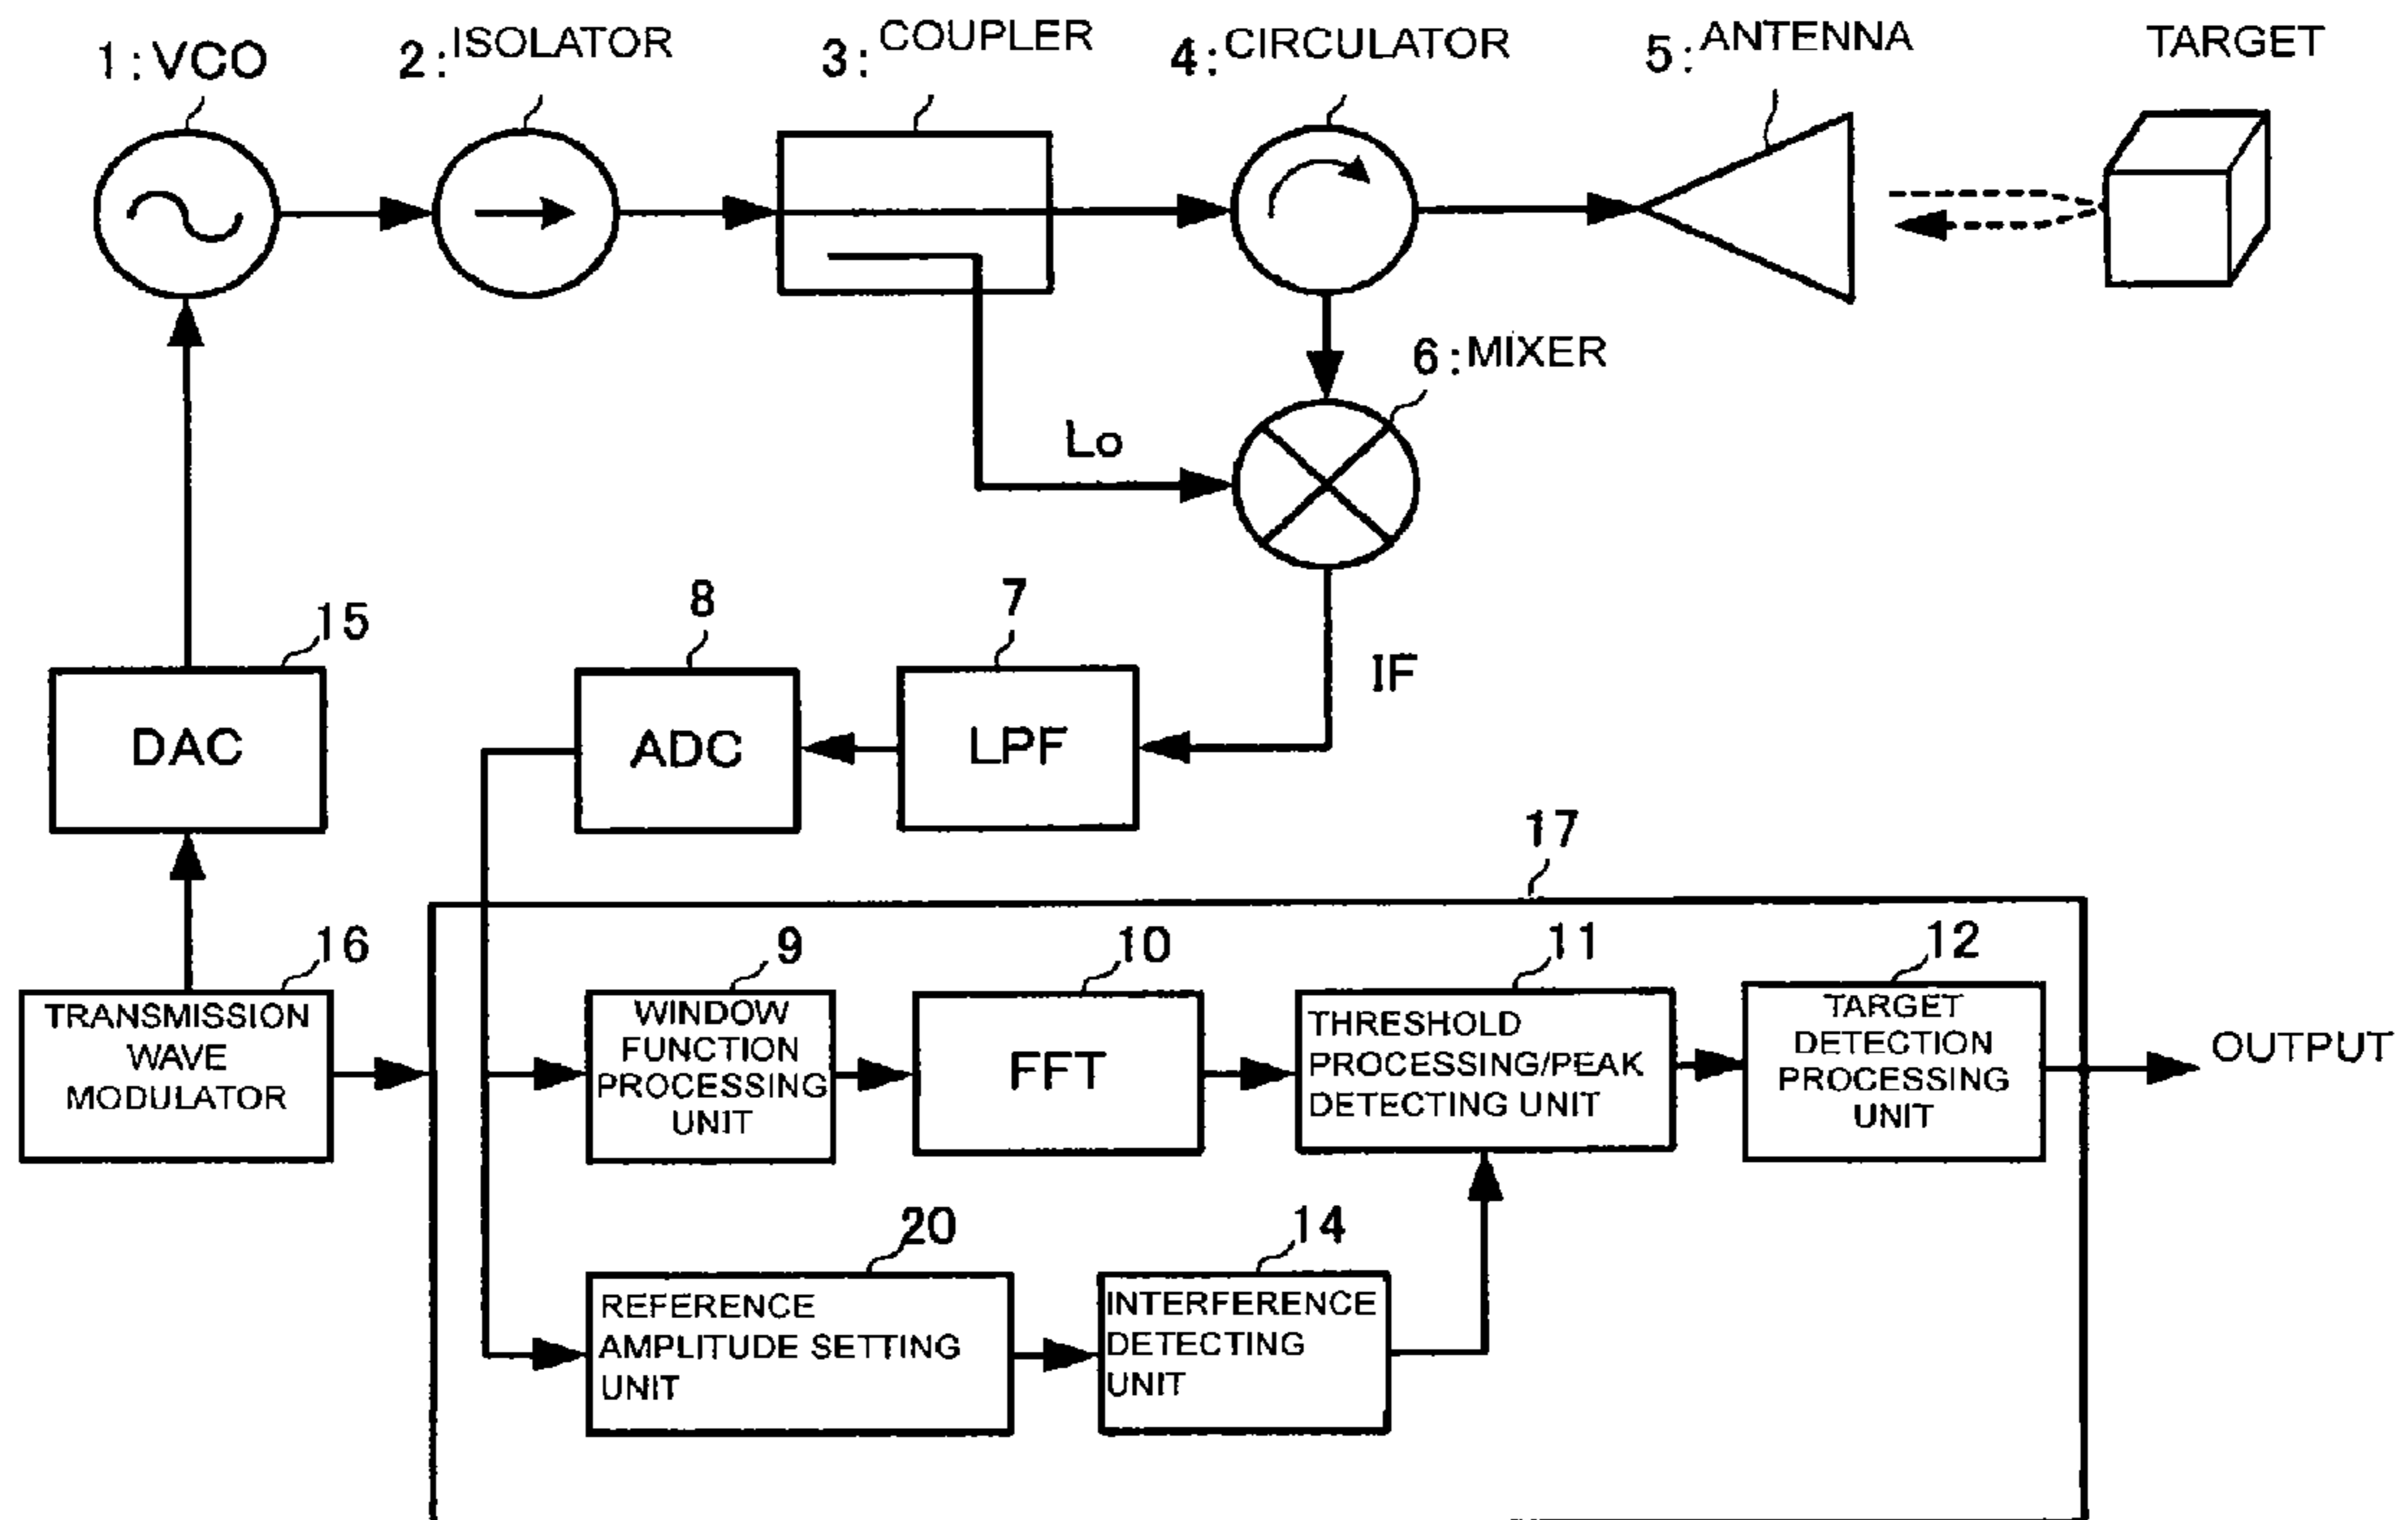 1:VCO
2:ISOLATOR
3:COUPLER
4:CIRCULATOR
5:ANTENNA
TARGET
6:MIXER
Lo
IF
15
8
7
DAC
ADC
LPF
17
16
9
10
11
12
TRANSMISSION
WAVE
MODULATOR
WINDOW
FUNCTION
PROCESSING
UNIT
FFT
THRESHOLD
PROCESSING/PEAK
DETECTING UNIT
TARGET
DETECTION
PROCESSING
UNIT
OUTPUT
20
14
REFERENCE
AMPLITUDE SETTING
UNIT
INTERFERENCE
DETECTING
UNIT